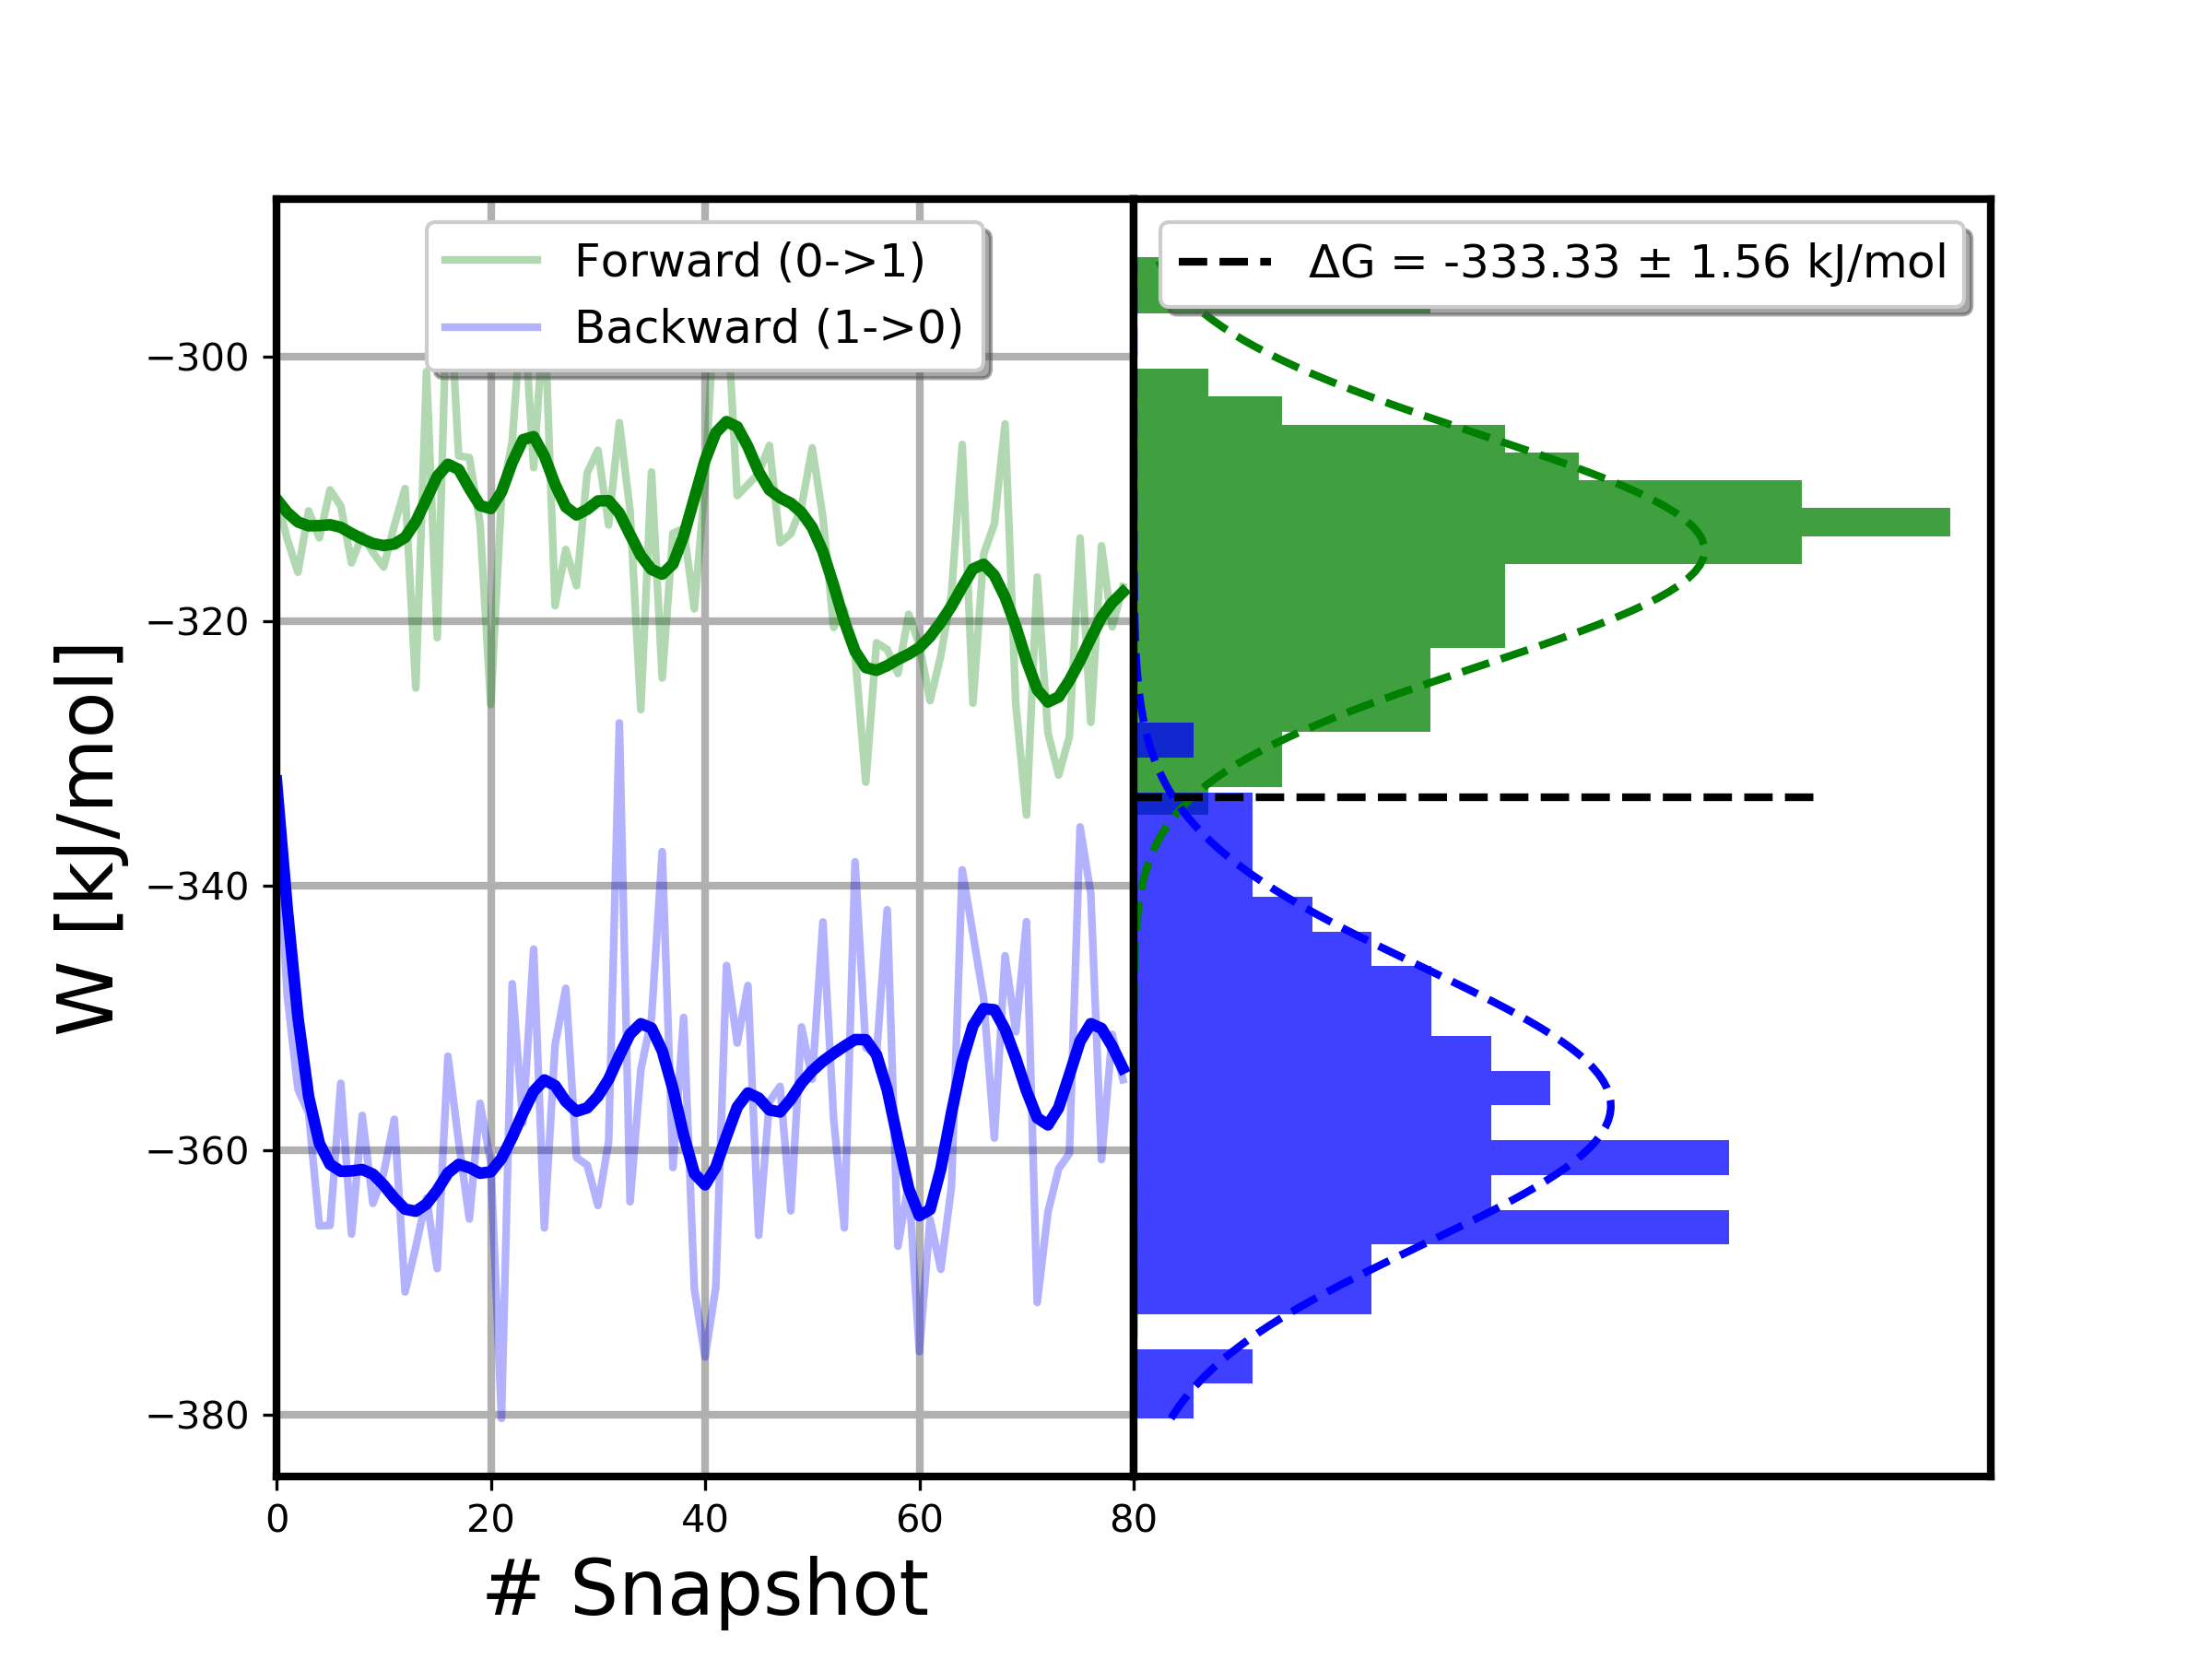 Forward (0->1)
Backward (1->0)
ΔG = -333.33 ± 1.56 kJ/mol
W [kJ/mol]
−300
−320
−340
−360
−380
0 20 40 60 80
# Snapshot